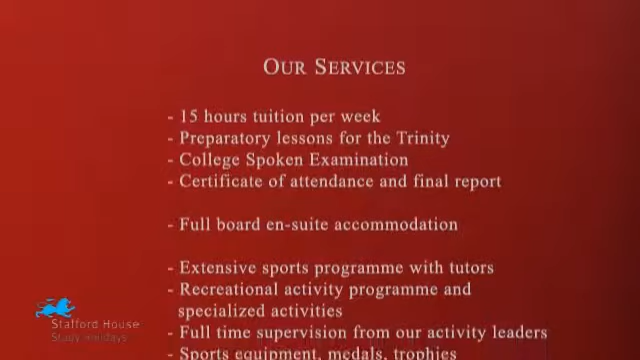 OUR SERVICES
- 15 hours tuition per week
- Preparatory lessons for the Trinity
- College Spoken Examination
- Certificate of attendance and final report
- Full board en-suite accommodation
- Extensive sports programme with tutors
- Recreational activity programme and
specialized activities
- Full time supervision from our activity leaders
- Sports equipment, medals, trophies
Stafford House
Study Holidays